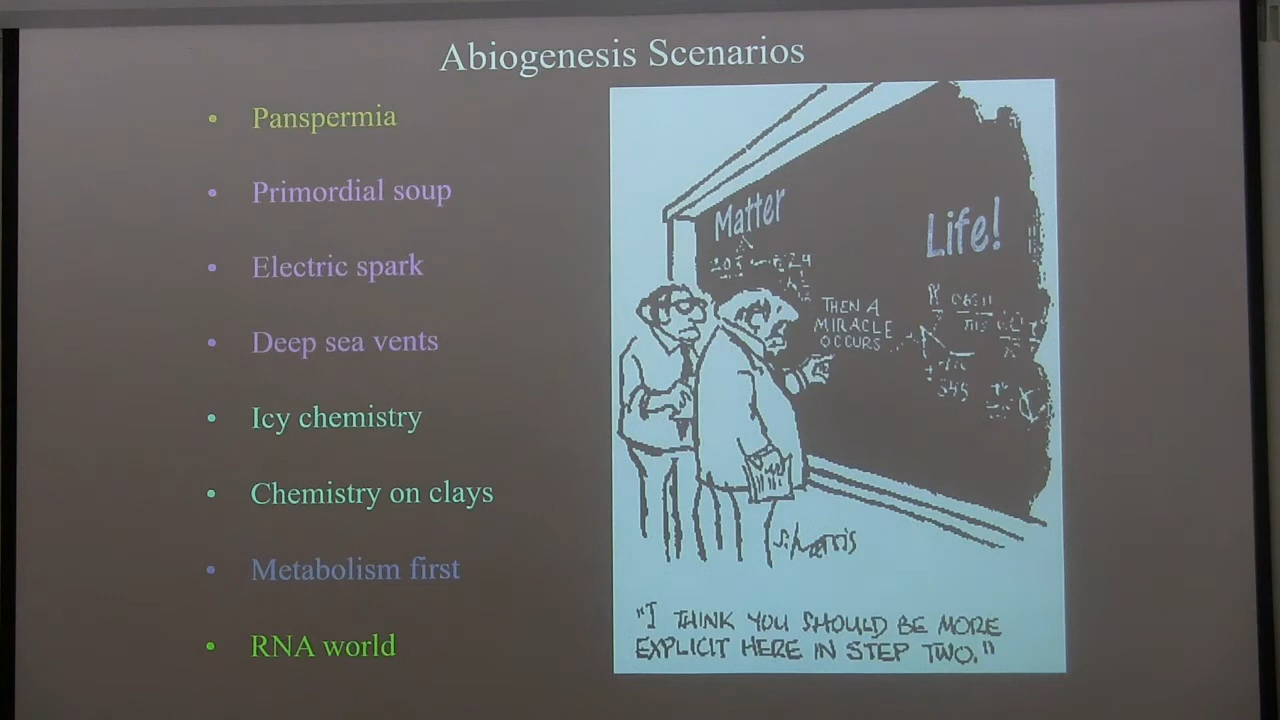 Abiogenesis Scenarios
• Panspermia
• Primordial soup
• Electric spark
• Deep sea vents
• Icy chemistry
• Chemistry on clays
• Metabolism first
• RNA world
Matter
Life!
THEN A
MIRACLE
OCCURS
S. Harris
"I THINK YOU SHOULD BE MORE
EXPLICIT HERE IN STEP TWO."